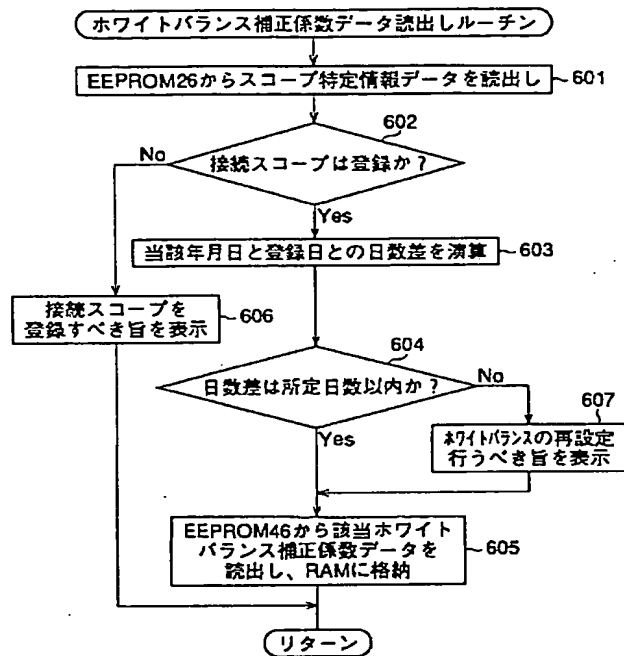 ホワイトバランス補正係数データ読出しルーチン
EEPROM26からスコープ特定情報データを読出し
601
602
No
接続スコープは登録か？
Yes
当該年月日と登録日との日数差を演算
603
接続スコープを
登録すべき旨を表示
606
604
日数差は所定日数以内か？
No
607
Yes
ホワイトバランスの再設定
行うべき旨を表示
EEPROM46から該当ホワイト
バランス補正係数データを
読出し、RAMに格納
605
リターン